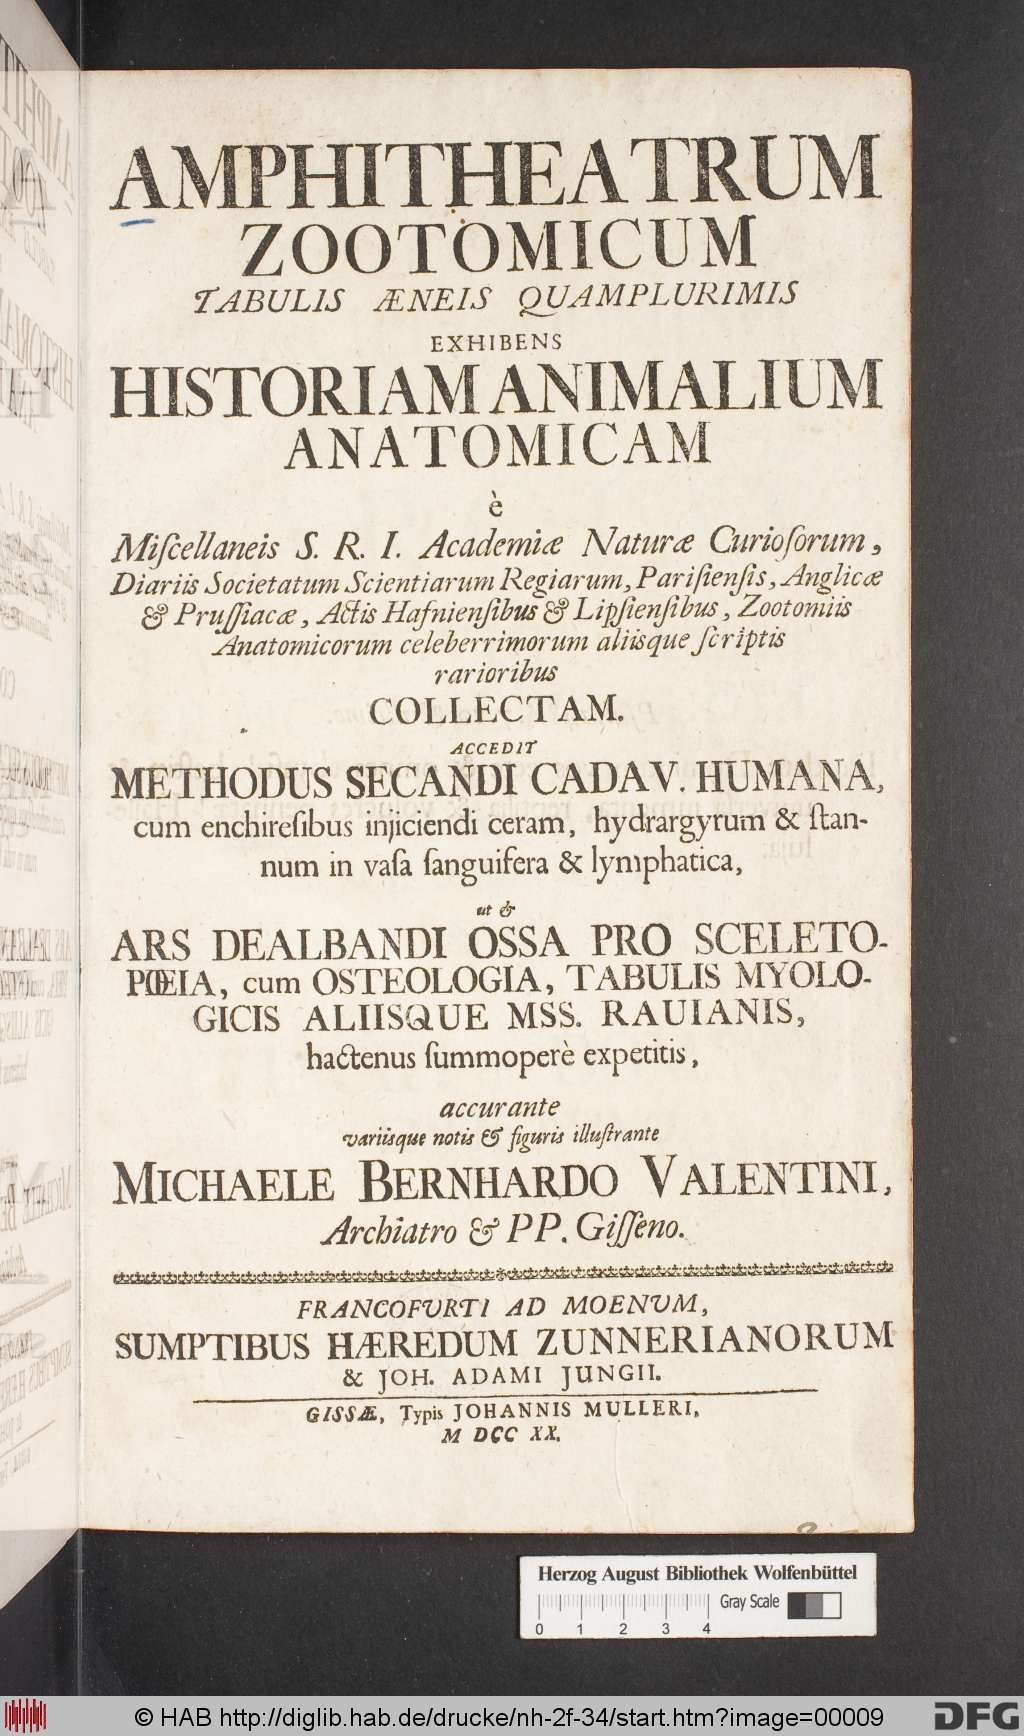 AMPHITHEATRUM
ZOOTOMICUM
TABULIS ÆNEIS QUAMPLURIMIS
EXHIBENS
HISTORIAM ANIMALIUM
ANATOMICAM
è
Miſcellaneis S. R. I. Academiæ Naturæ Curioſorum,
Diariis Societatum Scientiarum Regiarum, Pariſienſis, Anglicæ
& Pruſſiacæ, Actis Hafnienſibus & Lipſienſibus, Zootomiis
Anatomicorum celeberrimorum aliisque ſcriptis
rarioribus
COLLECTAM.
ACCEDIT
METHODUS SECANDI CADAV. HUMANA,
cum enchireſibus injiciendi ceram, hydrargyrum & ſtan-
num in vaſa ſanguifera & lymphatica,
ut &
ARS DEALBANDI OSSA PRO SCELETO-
PŒIA, cum OSTEOLOGIA, TABULIS MYOLO-
GICIS ALIISQUE MSS. RAUIANIS,
hactenus ſummoperè expetitis,
accurante
variisque notis & figuris illuſtrante
MICHAELE BERNHARDO VALENTINI,
Archiatro & PP. Giſſeno.
FRANCOFVRTI AD MOENVM,
SUMPTIBUS HÆREDUM ZUNNERIANORUM
& JOH. ADAMI JUNGII.
GISSÆ, Typis JOHANNIS MULLERI,
M DCC XX.
Herzog August Bibliothek Wolfenbüttel
Gray Scale
0 1 2 3 4
© HAB http://diglib.hab.de/drucke/nh-2f-34/start.htm?image=00009
DFG